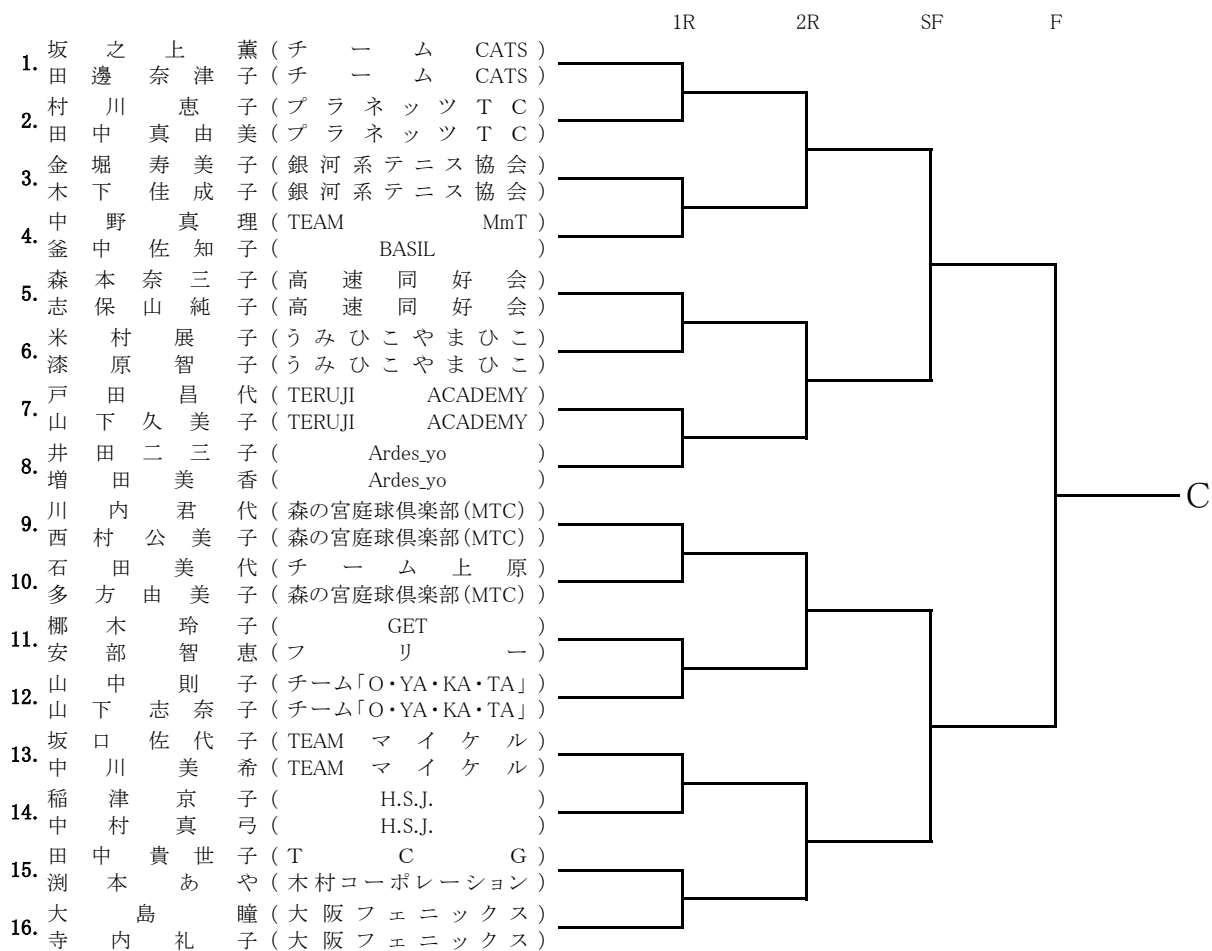 1R 2R SF F
1. 坂之上薫(チームCATS)
田邊奈津子(チームCATS)
2. 村川恵子(プラネッツTC)
田中真由美(プラネッツTC)
3. 金堀寿美子(銀河系テニス協会)
木下佳成子(銀河系テニス協会)
4. 中野真理(TEAM MmT)
釜中佐知子(BASIL)
5. 森本奈三子(高速同好会)
志保山純子(高速同好会)
6. 米村展子(うみひこやまひこ)
漆原智子(うみひこやまひこ)
7. 戸田昌代(TERUJI ACADEMY)
山下久美子(TERUJI ACADEMY)
8. 井田二三子(Ardes_yo)
増田美香(Ardes_yo)
C
9. 川内君代(森の宮庭球倶楽部(MTC))
西村公美子(森の宮庭球倶楽部(MTC))
10. 石田美代(チーム上原)
多方由美子(森の宮庭球倶楽部(MTC))
11. 梛木玲子(GET)
安部智恵(フリー)
12. 山中則子(チーム「O・YA・KA・TA」)
山下志奈子(チーム「O・YA・KA・TA」)
13. 坂口佐代子(TEAM マイケル)
中川美希(TEAM マイケル)
14. 稲津京子(H.S.J.)
中村真弓(H.S.J.)
15. 田中貴世子(TCG)
渕本あや(木村コーポレーション)
16. 大島瞳(大阪フェニックス)
寺内礼子(大阪フェニックス)